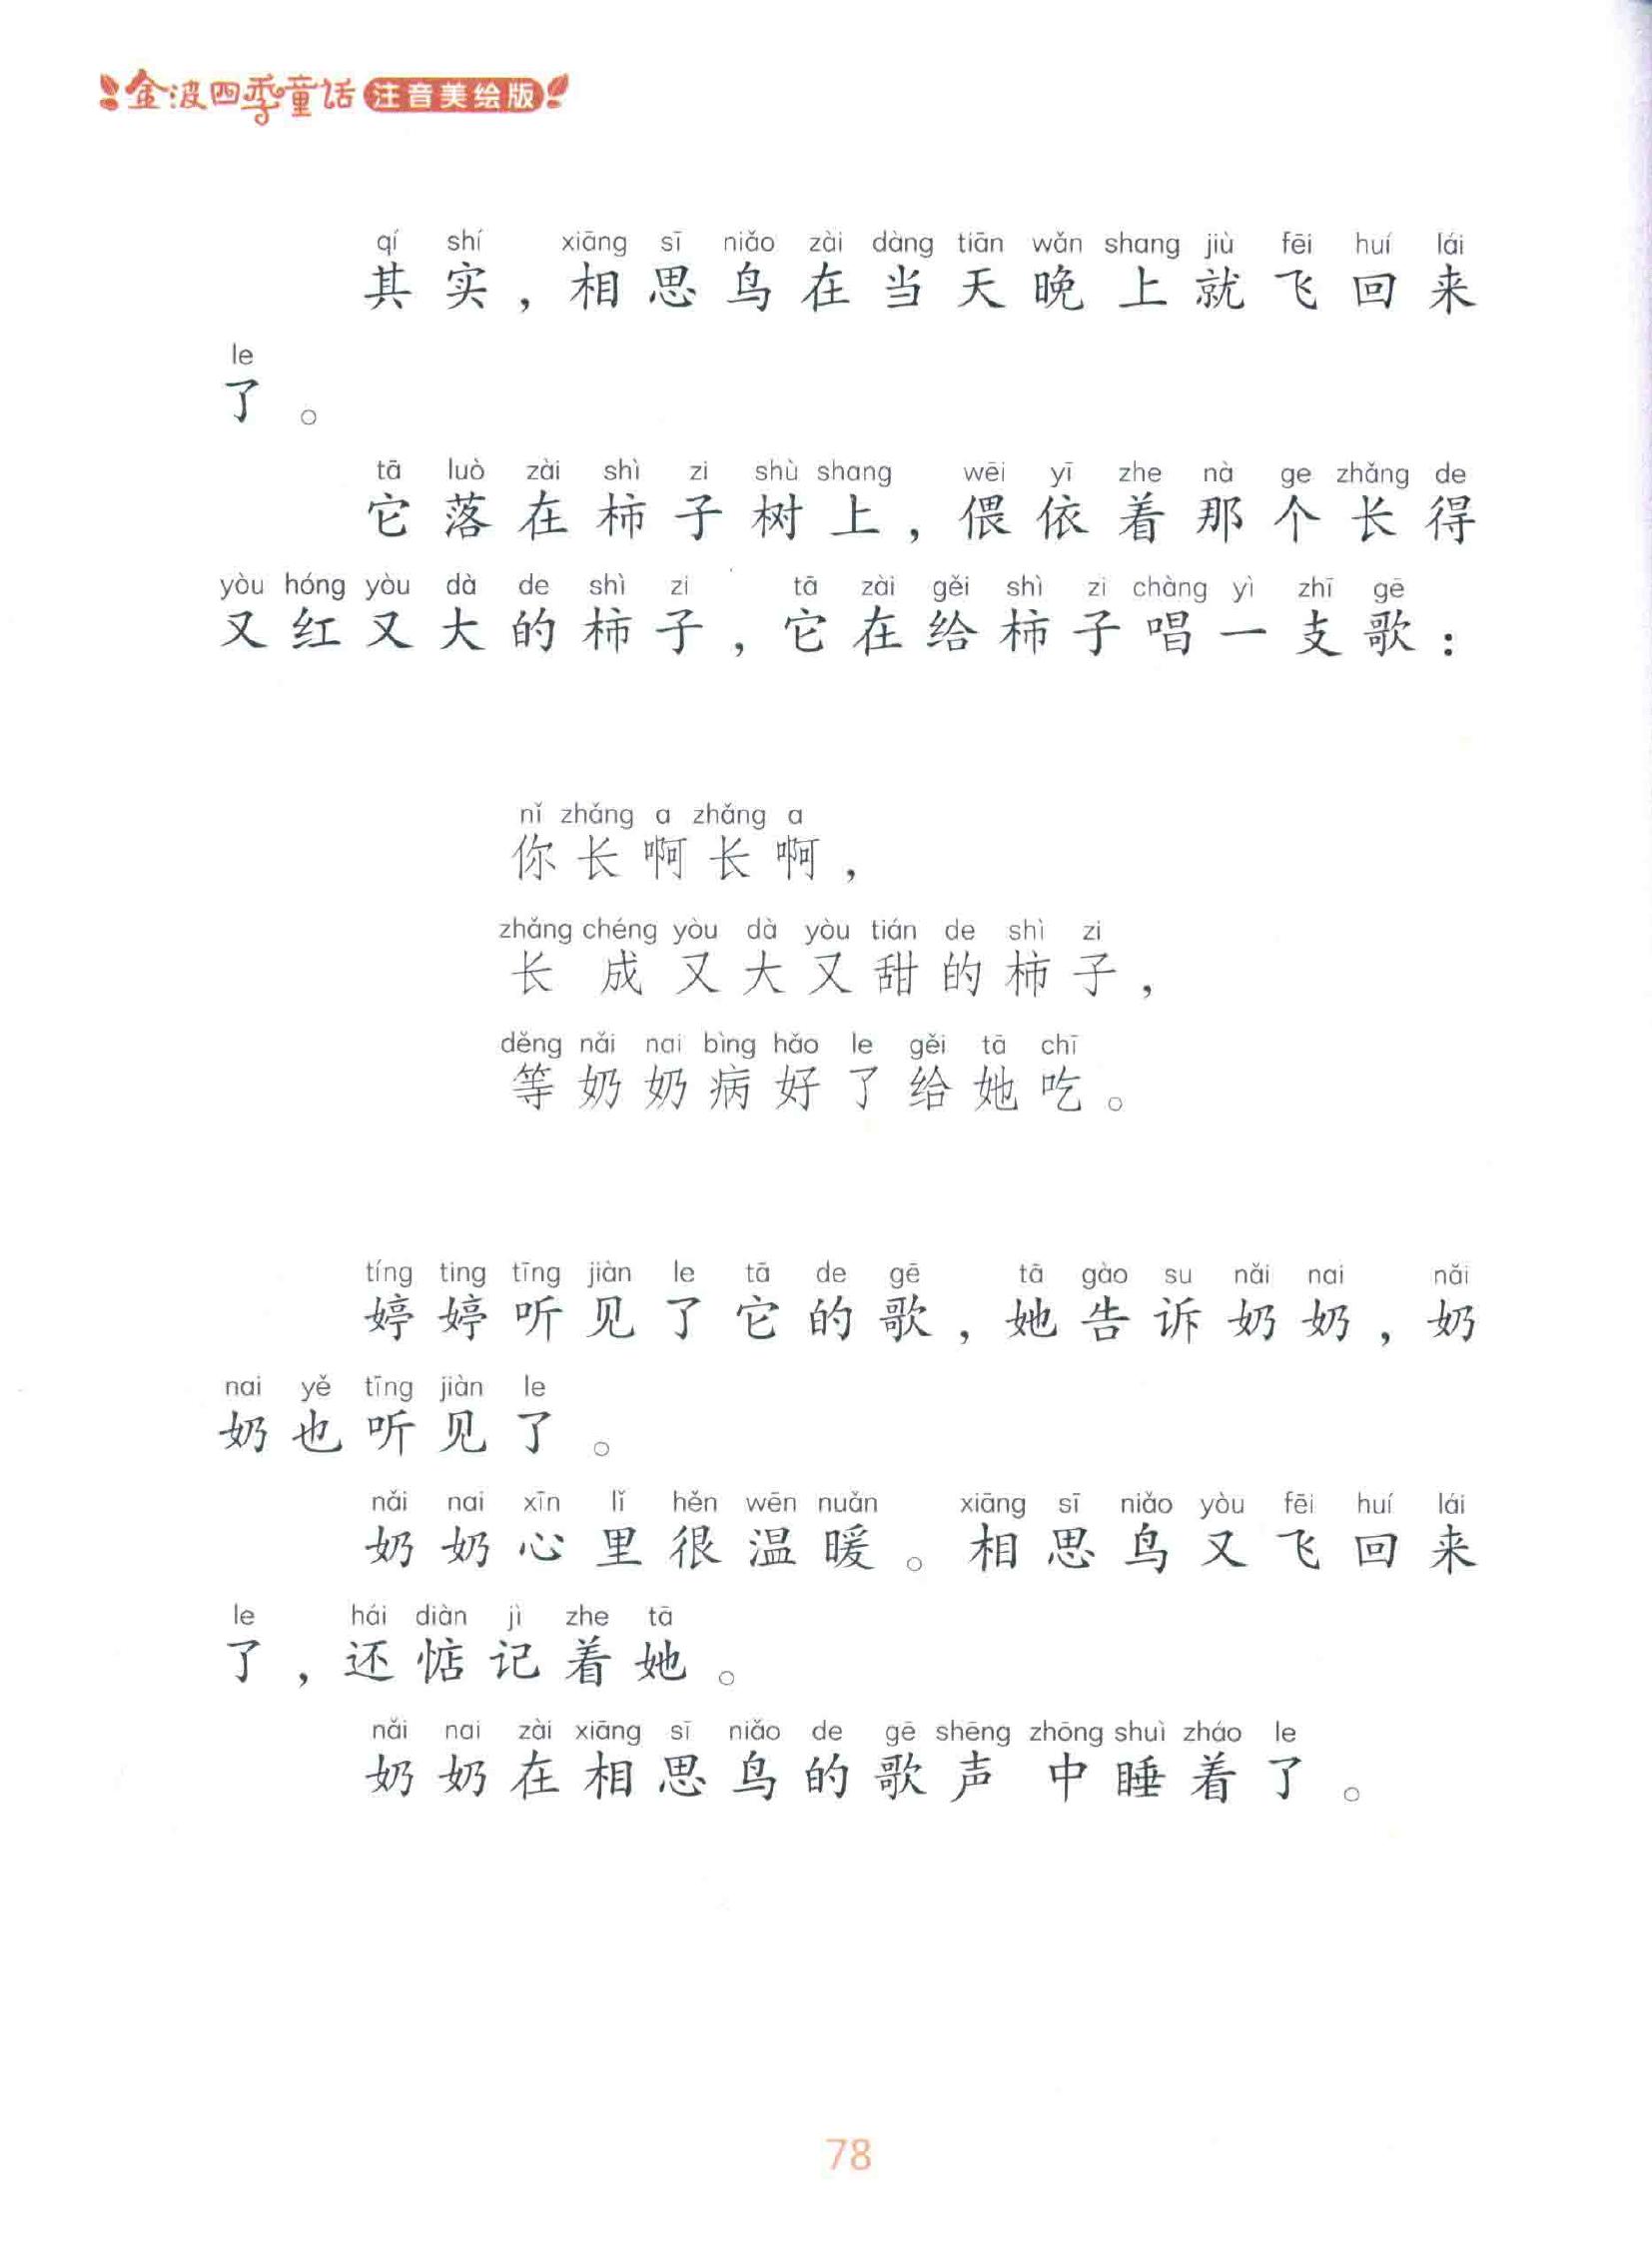 金波四季童话 注音美绘版
qí shí xiāng sī niǎo zài dàng tiān wǎn shang jiù fēi huí lái
其实，相思鸟在当天晚上就飞回来
le
了。
tā luò zài shì zi shù shang wēi yī zhe nà ge zhǎng de
它落在柿子树上，偎依着那个长得
yòu hóng yòu dà de shì zi tā zài gěi shì zi chàng yì zhī gē
又红又大的柿子，它在给柿子唱一支歌：
nǐ zhǎng a zhǎng a
你长啊长啊，
zhǎng chéng yòu dà yòu tián de shì zi
长成又大又甜的柿子，
děng nǎi nai bìng hǎo le gěi tā chī
等奶奶病好了给她吃。
tíng ting tīng jiàn le tā de gē tā gào su nǎi nai nǎi
婷婷听见了它的歌，她告诉奶奶，奶
nai yě tīng jiàn le
奶也听见了。
nǎi nai xīn lǐ hěn wēn nuǎn xiāng sī niǎo yòu fēi huí lái
奶奶心里很温暖。相思鸟又飞回来
le hái diàn jì zhe tā
了，还惦记着她。
nǎi nai zài xiāng sī niǎo de gē shēng zhōng shuì zháo le
奶奶在相思鸟的歌声中睡着了。
78